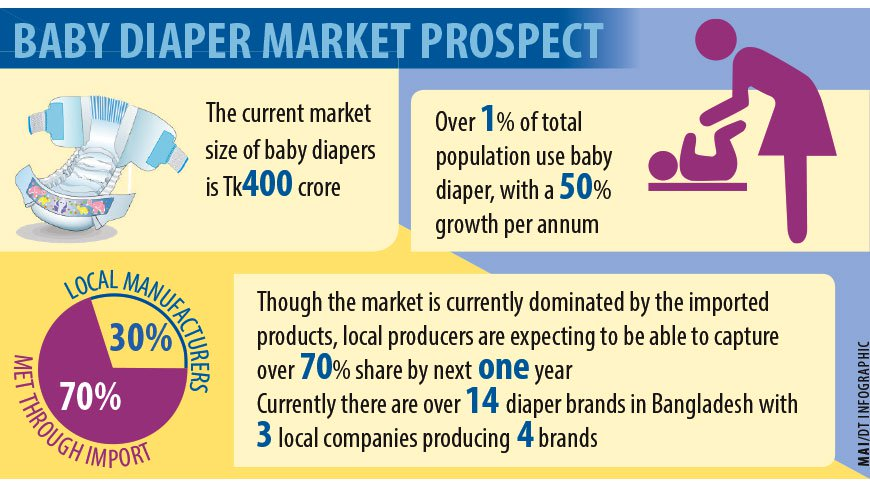 BABY DIAPER MARKET PROSPECT
The current market
size of baby diapers
is Tk400 crore
Over 1% of total
population use baby
diaper, with a 50%
growth per annum
LOCAL MANUFACTURERS
30%
70%
MET THROUGH IMPORT
Though the market is currently dominated by the imported
products, local producers are expecting to be able to capture
over 70% share by next one year
Currently there are over 14 diaper brands in Bangladesh with
3 local companies producing 4 brands
MAI/DT INFOGRAPHIC